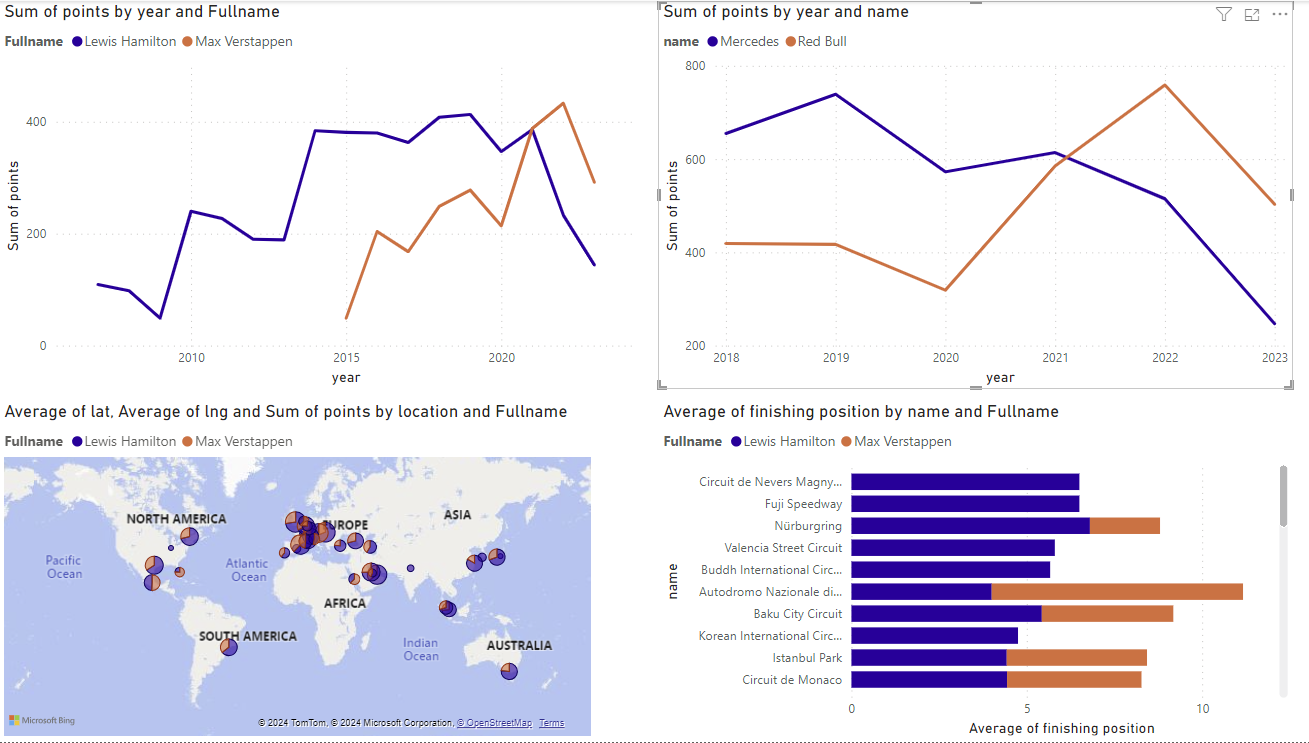 Sum of points by year and Fullname
Fullname Lewis Hamilton Max Verstappen
400
200
0
Sum of points
2010 2015 2020
year
Sum of points by year and name
name Mercedes Red Bull
800
600
400
200
Sum of points
2018 2019 2020 2021 2022 2023
year
Average of lat, Average of lng and Sum of points by location and Fullname
Fullname Lewis Hamilton Max Verstappen
NORTH AMERICA
EUROPE
ASIA
Pacific
Ocean
Atlantic
Ocean
AFRICA
SOUTH AMERICA
Indian
Ocean
AUSTRALIA
Microsoft Bing
© 2024 TomTom, © 2024 Microsoft Corporation, © OpenStreetMap Terms
Average of finishing position by name and Fullname
Fullname Lewis Hamilton Max Verstappen
name
Circuit de Nevers Magny...
Fuji Speedway
Nürburgring
Valencia Street Circuit
Buddh International Circ...
Autodromo Nazionale di...
Baku City Circuit
Korean International Circ...
Istanbul Park
Circuit de Monaco
0 5 10
Average of finishing position